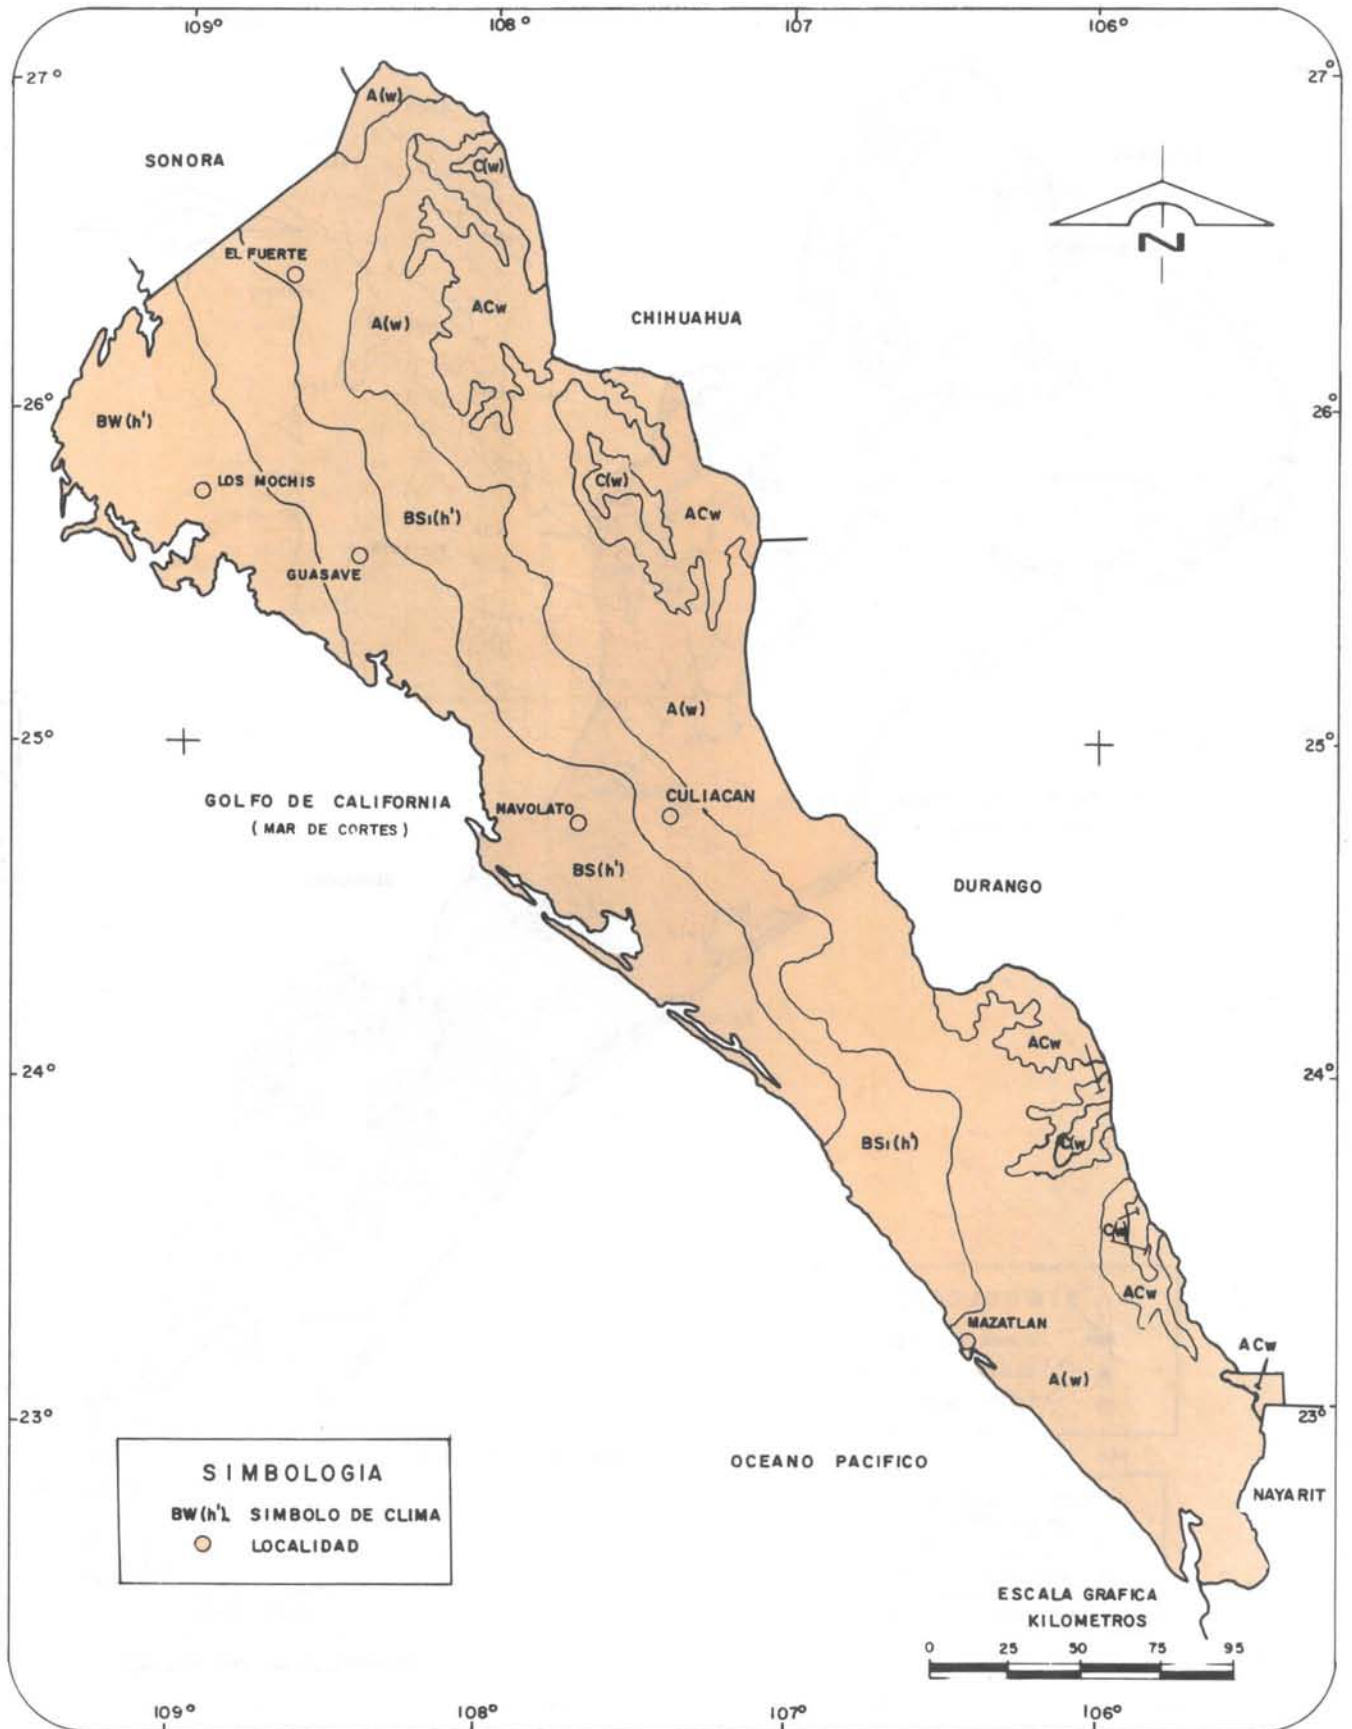 109° 108° 107 106°
27° 27°
A(w)
SONORA
C(w)
N
EL FUERTE
ACw
CHIHUAHUA
A(w)
26° 26°
BW(h')
LOS MOCHIS
C(w)
BS1(h')
ACw
GUASAVE
A(w)
25° 25°
GOLFO DE CALIFORNIA
(MAR DE CORTES)
NAVOLATO
CULIACAN
BS(h')
DURANGO
ACw
24° 24°
BS1(h')
C(w
C(w)
ACw
MAZATLAN
ACw
A(w)
23° 23°
OCEANO PACIFICO
NAYARIT
SIMBOLOGIA
BW(h'). SIMBOLO DE CLIMA
LOCALIDAD
ESCALA GRAFICA
KILOMETROS
0 25 50 75 95
109° 108° 107° 106°